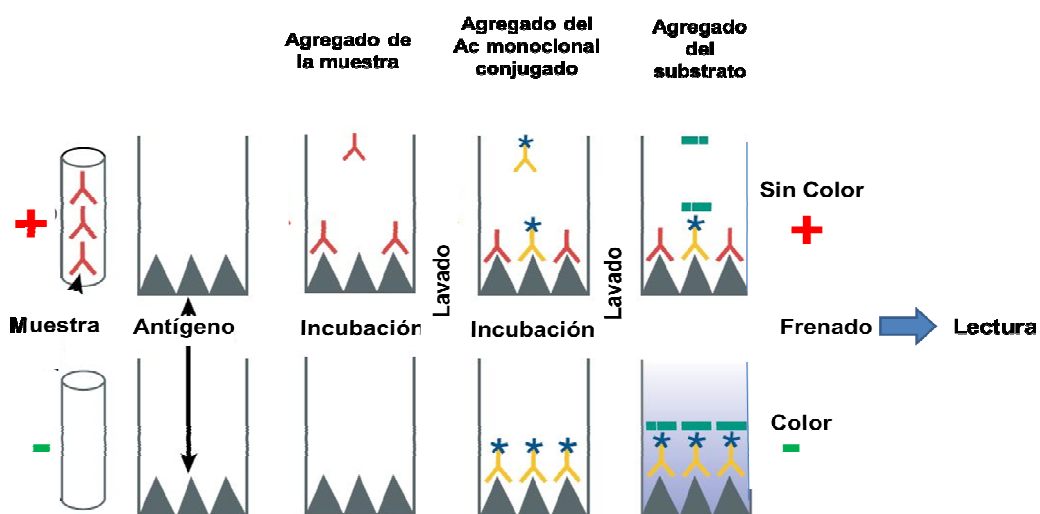 Agregado de
la muestra
Agregado del
Ac monoclonal
conjugado
Agregado
del
substrato
+
Sin Color
+
Lavado
Lavado
Muestra
Antígeno
Incubación
Incubación
Frenado
Lectura
-
Color
-